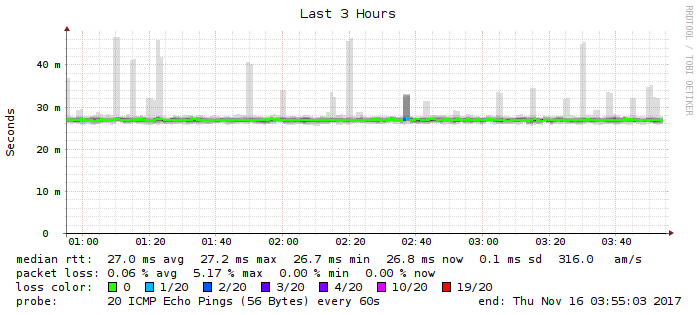 Last 3 Hours
RRDTOOL / TOBI OETIKER
Seconds
40 m
30 m
20 m
10 m
0
01:00 01:20 01:40 02:00 02:20 02:40 03:00 03:20 03:40
median rtt: 27.0 ms avg 27.2 ms max 26.7 ms min 26.8 ms now 0.1 ms sd 316.0 am/s
packet loss: 0.06 % avg 5.17 % max 0.00 % min 0.00 % now
loss color: 0 1/20 2/20 3/20 4/20 10/20 19/20
probe: 20 ICMP Echo Pings (56 Bytes) every 60s end: Thu Nov 16 03:55:03 2017